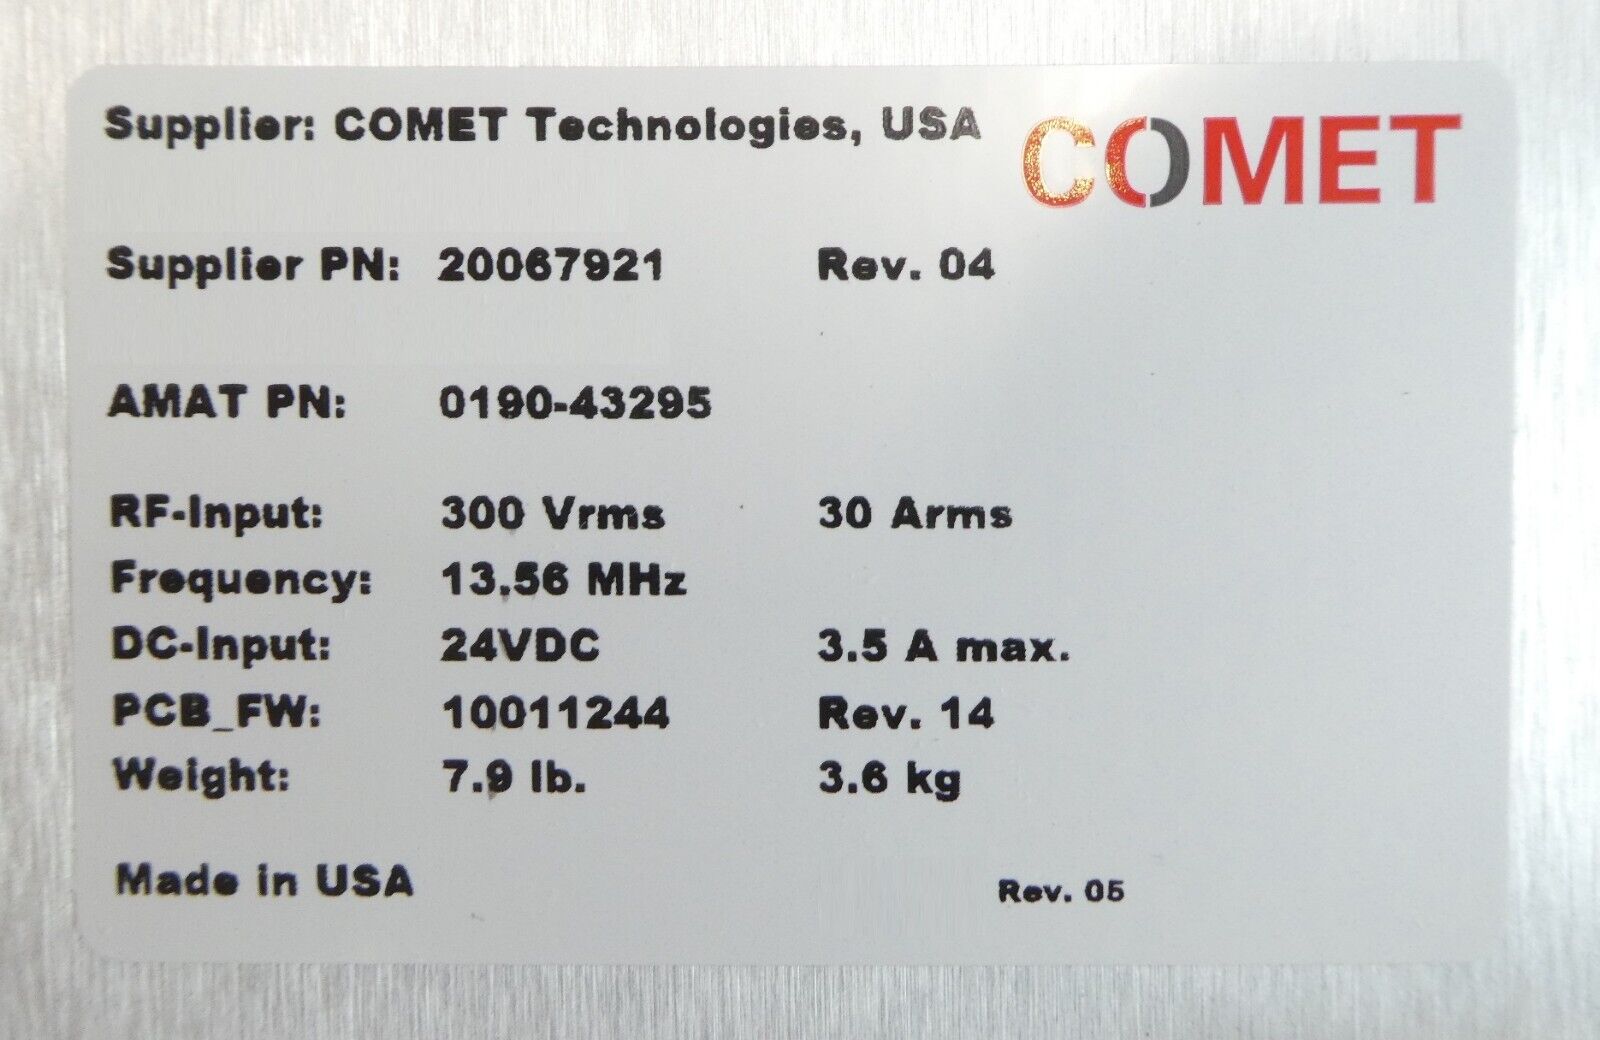 Supplier: COMET Technologies, USA COMET
Supplier PN: 20067921 Rev. 04
AMAT PN: 0190-43295
RF-Input: 300 Vrms 30 Arms
Frequency: 13.56 MHz
DC-Input: 24VDC 3.5 A max.
PCB_FW: 10011244 Rev. 14
Weight: 7.9 lb. 3.6 kg
Made in USA Rev. 05